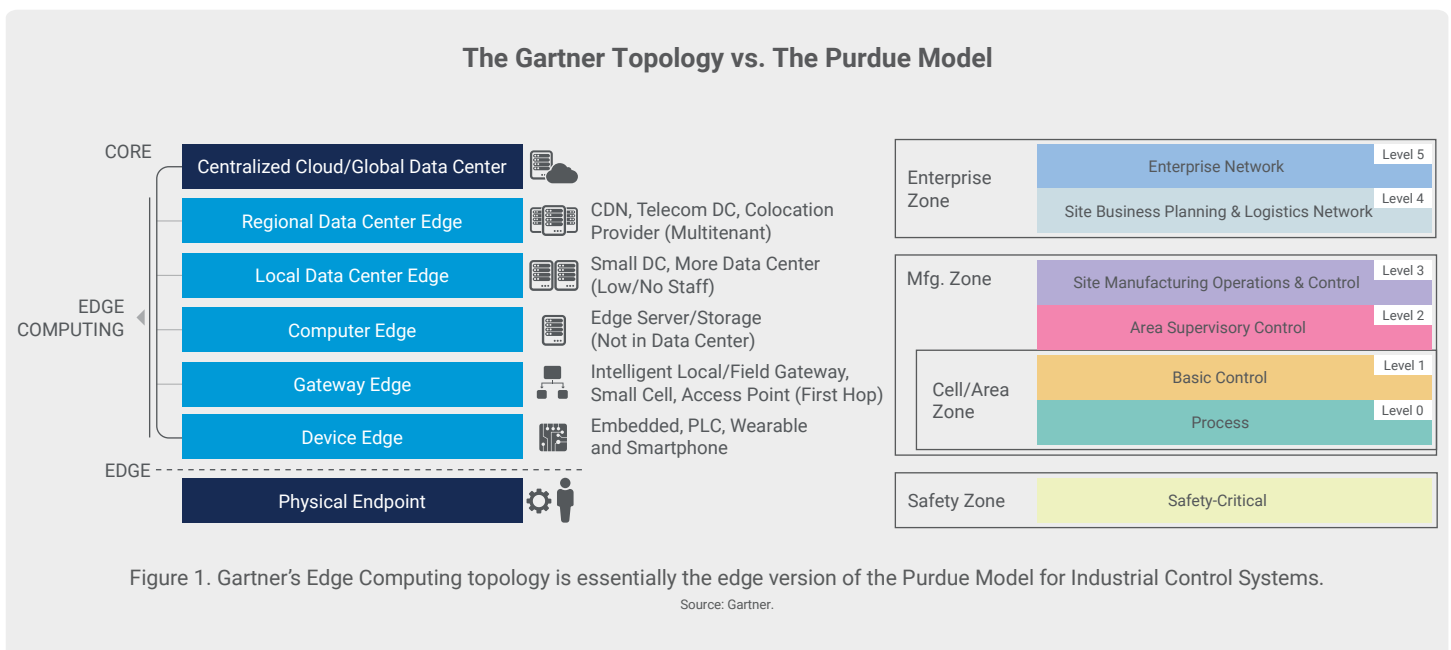 The Gartner Topology vs. The Purdue Model
CORE
Centralized Cloud/Global Data Center
Regional Data Center Edge
CDN, Telecom DC, Colocation
Provider (Multitenant)
Local Data Center Edge
Small DC, More Data Center
(Low/No Staff)
EDGE
COMPUTING
Computer Edge
Edge Server/Storage
(Not in Data Center)
Gateway Edge
Intelligent Local/Field Gateway,
Small Cell, Access Point (First Hop)
Device Edge
Embedded, PLC, Wearable
and Smartphone
EDGE
Physical Endpoint
Enterprise
Zone
Enterprise Network
Level 5
Site Business Planning & Logistics Network
Level 4
Mfg. Zone
Site Manufacturing Operations & Control
Level 3
Area Supervisory Control
Level 2
Cell/Area
Zone
Basic Control
Level 1
Process
Level 0
Safety Zone
Safety-Critical
Figure 1. Gartner’s Edge Computing topology is essentially the edge version of the Purdue Model for Industrial Control Systems.
Source: Gartner.